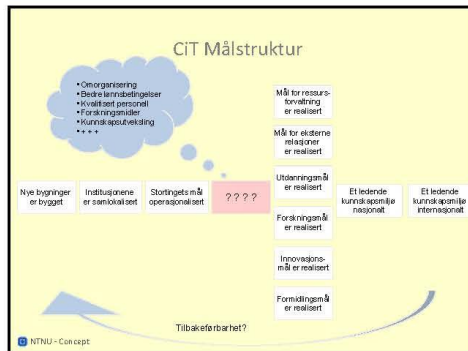 CiT Målstruktur
• Omorganisering
• Bedre lønnsbetingelser
• Kvalitisert personell
• Forskningsmidler
• Kunnskapsutveksling
• + + +
Nye bygninger
er bygget
Institusjonene
er samlokalisert
Stortingets mål
operasjonalisert
? ? ? ?
Mål for ressurs-
forvaltning
er realisert
Mål for eksterne
relasjoner
er realisert
Utdanningsmål
er realisert
Forskningsmål
er realisert
Innovasjons-
mål er realisert
Formidlingsmål
er realisert
Et ledende
kunnskapsmiljø
nasjonalt
Et ledende
kunnskapsmiljø
internasjonalt
Tilbakeførbarhet?
NTNU - Concept